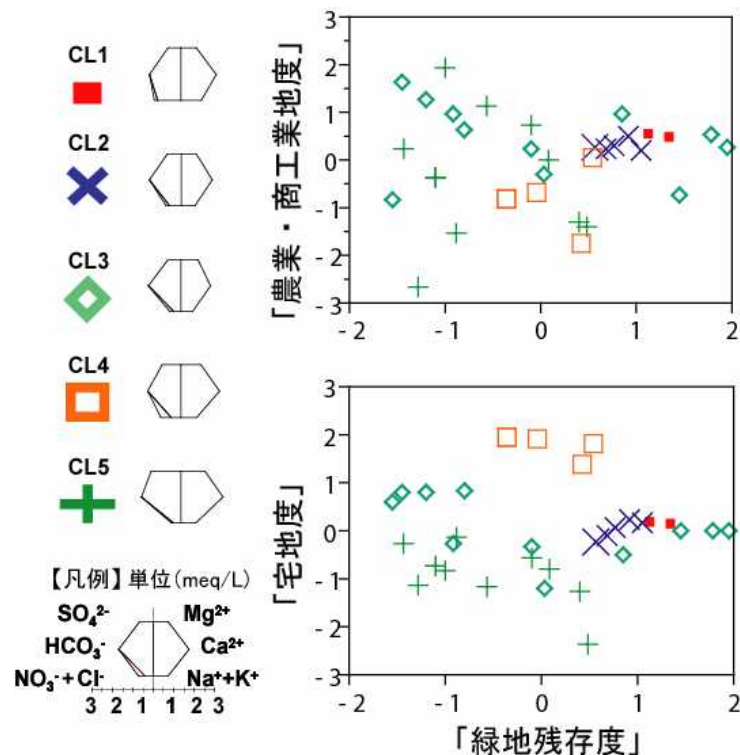 CL1
CL2
CL3
CL4
CL5
【凡例】単位(meq/L)
SO₄²⁻ Mg²⁺
HCO₃⁻ Ca²⁺
NO₃⁻+Cl⁻ Na⁺+K⁺
3 2 1 1 2 3
「農業・商工業地度」
3
2
1
0
-1
-2
-3
-2 -1 0 1 2
「宅地度」
3
2
1
0
-1
-2
-3
-2 -1 0 1 2
「緑地残存度」